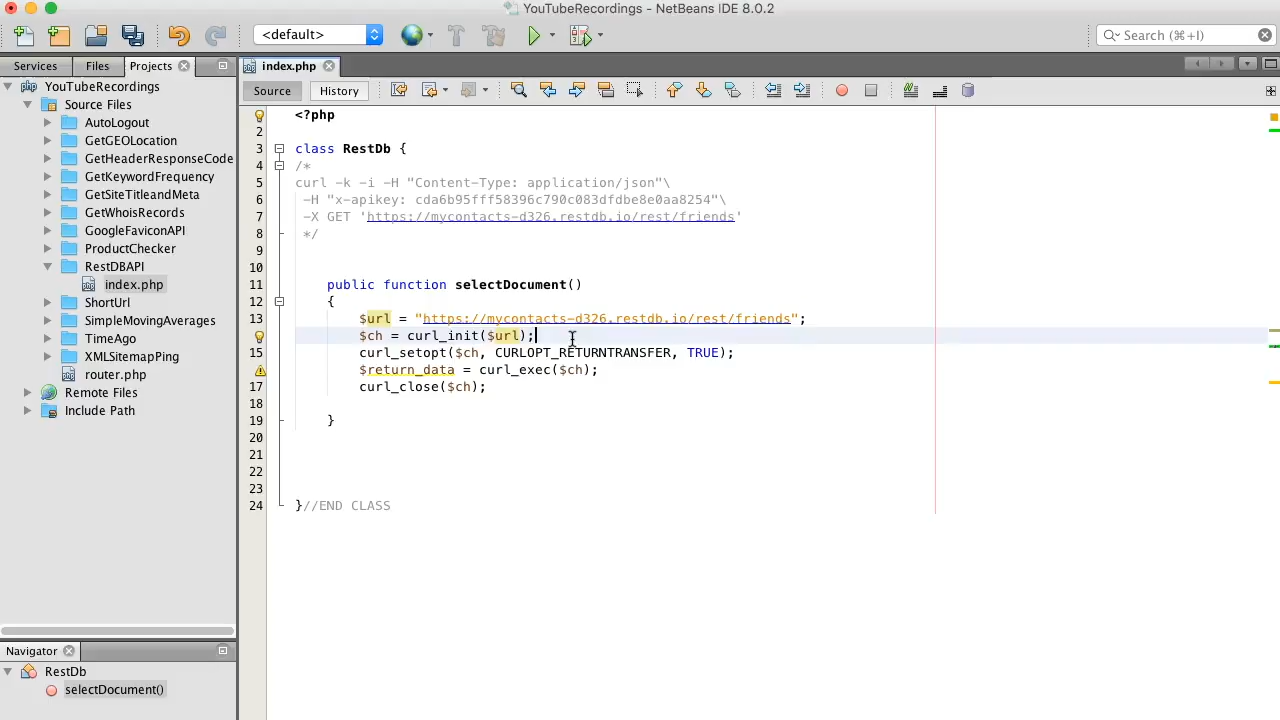 YouTubeRecordings - NetBeans IDE 8.0.2
<default>
Search (⌘+I)
Services
Files
Projects
index.php
YouTubeRecordings
Source Files
AutoLogout
GetGEOLocation
GetHeaderResponseCode
GetKeywordFrequency
GetSiteTitleandMeta
GetWhoisRecords
GoogleFaviconAPI
ProductChecker
RestDBAPI
index.php
ShortUrl
SimpleMovingAverages
TimeAgo
XMLSitemapPing
router.php
Remote Files
Include Path
Navigator
RestDb
selectDocument()
Source
History
<?php
2
3 class RestDb {
4 /*
5 curl -k -i -H "Content-Type: application/json"\
6 -H "x-apikey: cda6b95fff58396c790c083dfdbe8e0aa8254"\
7 -X GET 'https://mycontacts-d326.restdb.io/rest/friends'
8 */
9
10
11 public function selectDocument()
12 {
13 $url = "https://mycontacts-d326.restdb.io/rest/friends";
$ch = curl_init($url);
15 curl_setopt($ch, CURLOPT_RETURNTRANSFER, TRUE);
$return_data = curl_exec($ch);
17 curl_close($ch);
18
19 }
20
21
22
23
24 }//END CLASS